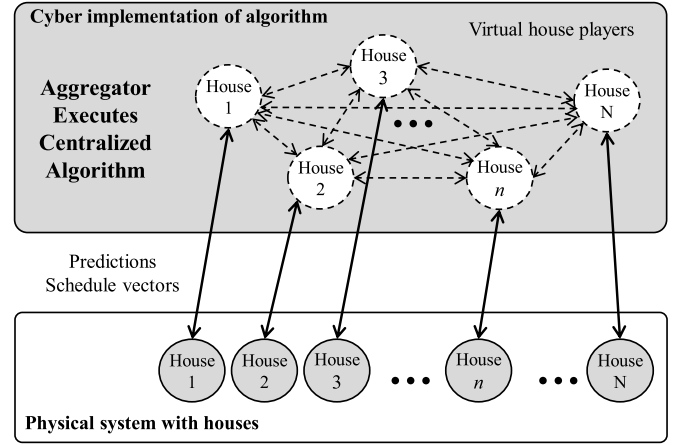 Cyber implementation of algorithm
Virtual house players
Aggregator
Executes
Centralized
Algorithm
House
1
House
3
House
N
House
2
House
n
Predictions
Schedule vectors
House
1
House
2
House
3
House
n
House
N
Physical system with houses